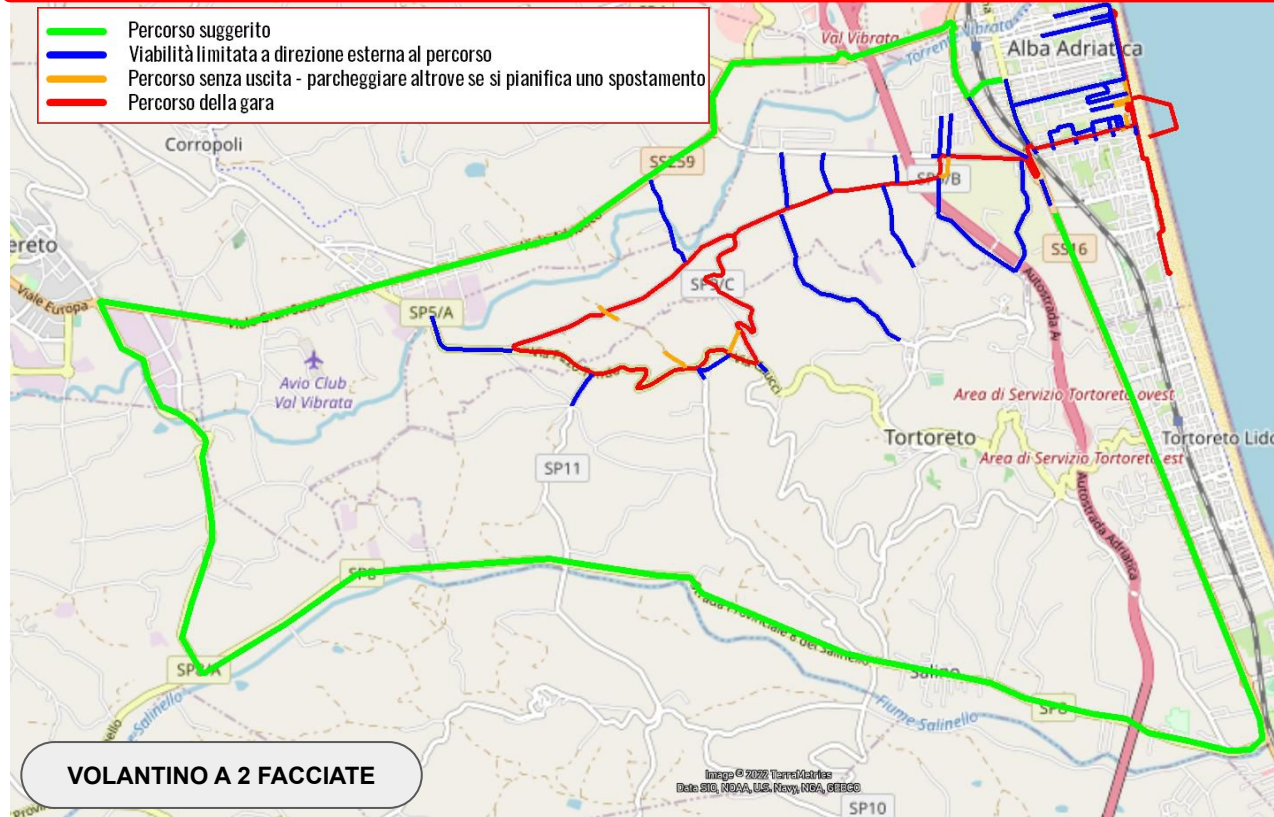 Percorso suggerito
Viabilità limitata a direzione esterna al percorso
Percorso senza uscita - parcheggiare altrove se si pianifica uno spostamento
Percorso della gara
Val Vibrata
Alba Adriatica
Corropoli
SS259
ereto
Viale Europa
SP5/A
SS16
Autostrada A
Avio Club
Val Vibrata
Area di Servizio Tortoreto ovest
Tortoreto
Tortoreto Lido
Area di Servizio Tortoreto est
SP11
Autostrada Adriatica
SP8
Salino
Fiume Salinello
SP8
Salinello
VOLANTINO A 2 FACCIATE
Image © 2022 TerraMetrics
Data SIO, NOAA, U.S. Navy, NGA, GEBCO
SP10